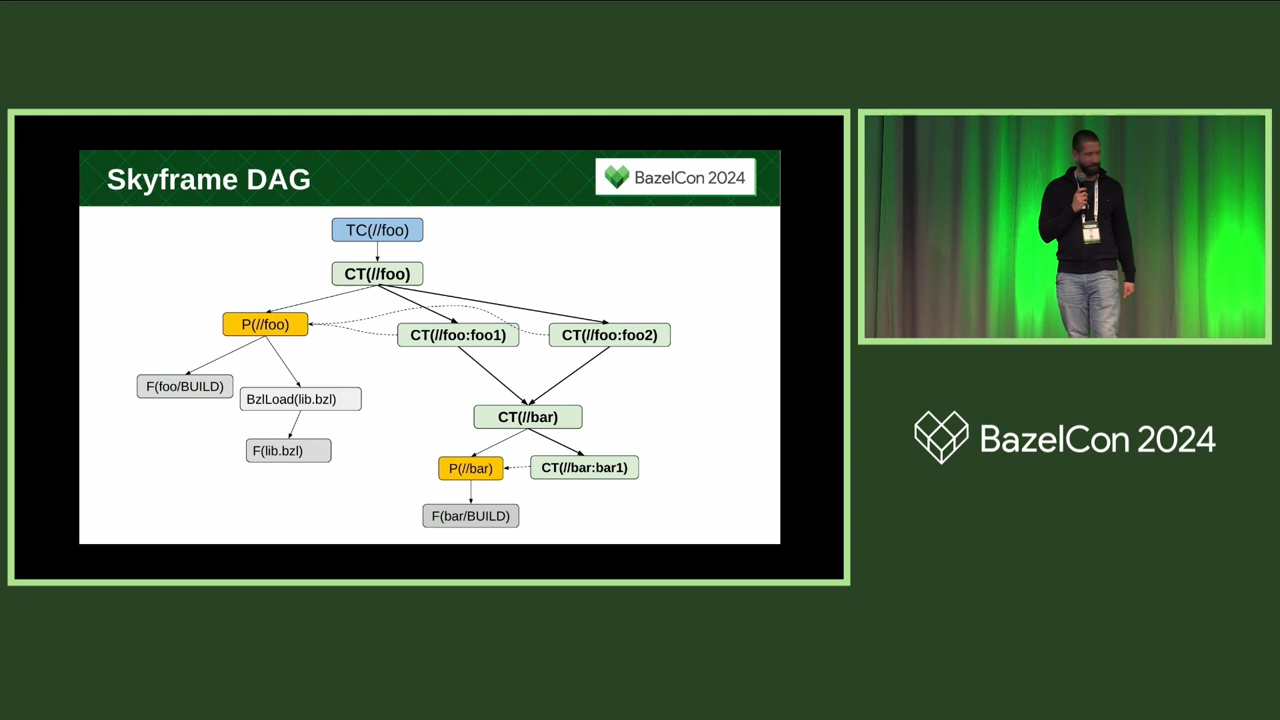 Skyframe DAG
BazelCon 2024
TC(//foo)
CT(//foo)
P(//foo)
CT(//foo:foo1)
CT(//foo:foo2)
F(foo/BUILD)
BzlLoad(lib.bzl)
CT(//bar)
F(lib.bzl)
P(//bar)
CT(//bar:bar1)
F(bar/BUILD)
BazelCon 2024